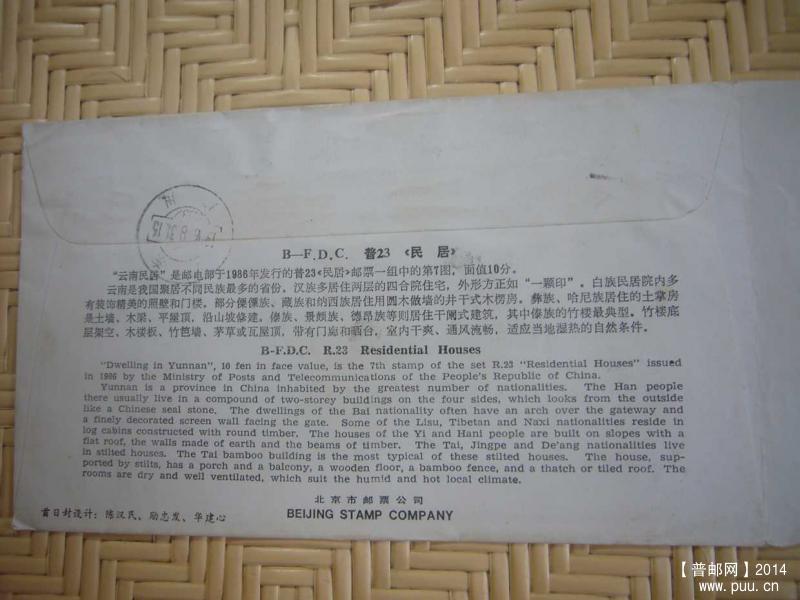 B—F.D.C. 普23 《民居》
“云南民居”是邮电部于1986年发行的普23《民居》邮票一组中的第7图，面值10分。
云南是我国聚居不同民族最多的省份。汉族多居住两层的四合院住宅，外形方正如“一颗印”。白族民居院内多
有装饰精美的照壁和门楼。部分傈僳族、藏族和纳西族居住用圆木做墙的井干式木楞房。彝族、哈尼族居住的土掌房
是土墙、木梁、平屋顶，沿山坡修建。傣族、景颇族、德昂族等则居住干阑式建筑，其中傣族的竹楼最典型。竹楼底
层架空、木楼板、竹笆墙、茅草或瓦屋顶，带有门廊和晒台，室内干爽、通风流畅，适应当地湿热的自然条件。
B-F.D.C. R.23 Residential Houses
"Dwelling in Yunnan", 10 fen in face value, is the 7th stamp of the set R.23 "Residential Houses" issued
in 1986 by the Ministry of Posts and Telecommunications of the People's Republic of China.
Yunnan is a province in China inhabited by the greatest number of nationalities. The Han people
there usually live in a compound of two-storey buildings on the four sides, which looks from the outside
like a Chinese seal stone. The dwellings of the Bai nationality often have an arch over the gateway and
a finely decorated screen wall facing the gate. Some of the Lisu, Tibetan and Naxi nationalities reside in
log cabins constructed with round timber. The houses of the Yi and Hani people are built on slopes with a
flat roof, the walls made of earth and the beams of timber. The Tai, Jingpe and De'ang nationalities live
in stilted houses. The Tai bamboo building is the most typical of these stilted houses. The house, sup-
ported by stilts, has a porch and a balcony, a wooden floor, a bamboo fence, and a thatch or tiled roof. The
rooms are dry and well ventilated, which suit the humid and hot local climate.
北京市邮票公司
BEIJING STAMP COMPANY
首日封设计：陈汉民、励忠发、华建心
【普邮网】2014
www.puu.cn